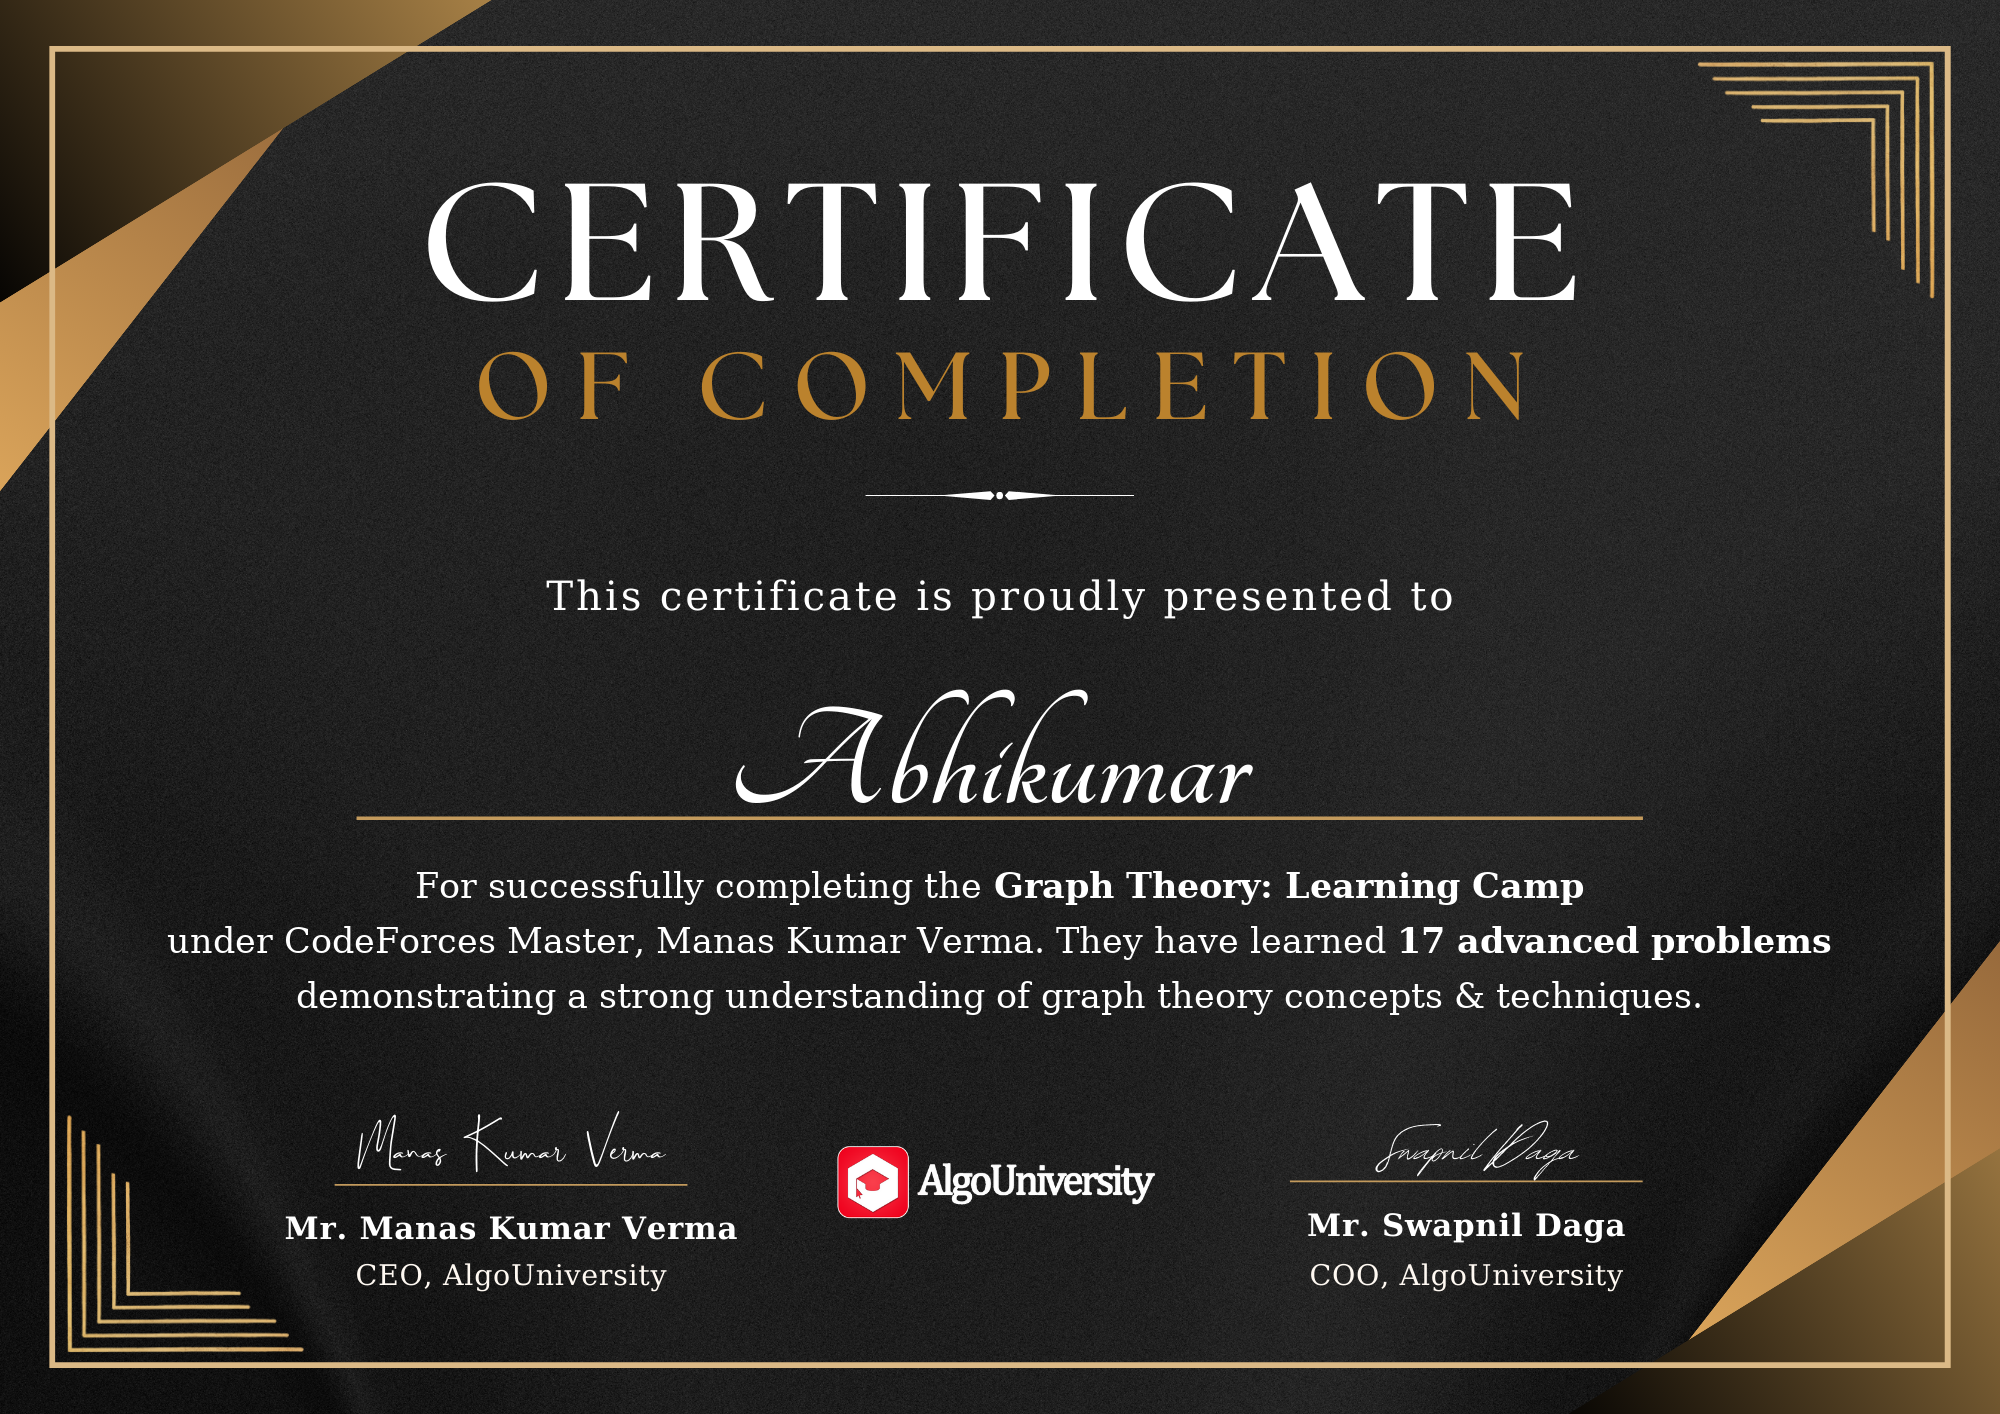 CERTIFICATE
OF COMPLETION
This certificate is proudly presented to
Abhikumar
For successfully completing the Graph Theory: Learning Camp
under CodeForces Master, Manas Kumar Verma. They have learned 17 advanced problems
demonstrating a strong understanding of graph theory concepts & techniques.
Manas Kumar Verma
Mr. Manas Kumar Verma
CEO, AlgoUniversity
AlgoUniversity
Swapnil Daga
Mr. Swapnil Daga
COO, AlgoUniversity